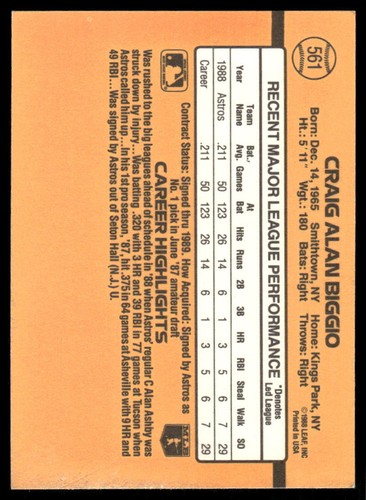 561
CRAIG ALAN BIGGIO
Born: Dec. 14, 1965 Smithtown, NY Home: Kings Park, NY
Ht.: 5' 11" Wgt.: 180 Bats: Right Throws: Right
©1988 LEAF, INC.
Printed in USA
RECENT MAJOR LEAGUE PERFORMANCE
*Denotes
Led League
Year Team Name Bat. Avg. Games At Bat Hits Runs 2B 3B HR RBI Steal Walk SO
1988 Astros .211 50 123 26 14 6 1 3 5 6 7 29
Career .211 50 123 26 14 6 1 3 5 6 7 29
Contract Status: Signed thru 1989. How Acquired: Signed by Astros as
No. 1 pick in June '87 amateur draft
CAREER HIGHLIGHTS
Was rushed to the big leagues ahead of schedule in '88 when Astros' regular C Alan Ashby was
struck down by injury...Was batting .320 with 3 HR and 39 RBI in 77 games at Tucson when
Astros called him up...In his 1st pro season, '87, hit .375 in 64 games at Asheville with 9 HR and
49 RBI...Was signed by Astros out of Seton Hall (N.J.) U.